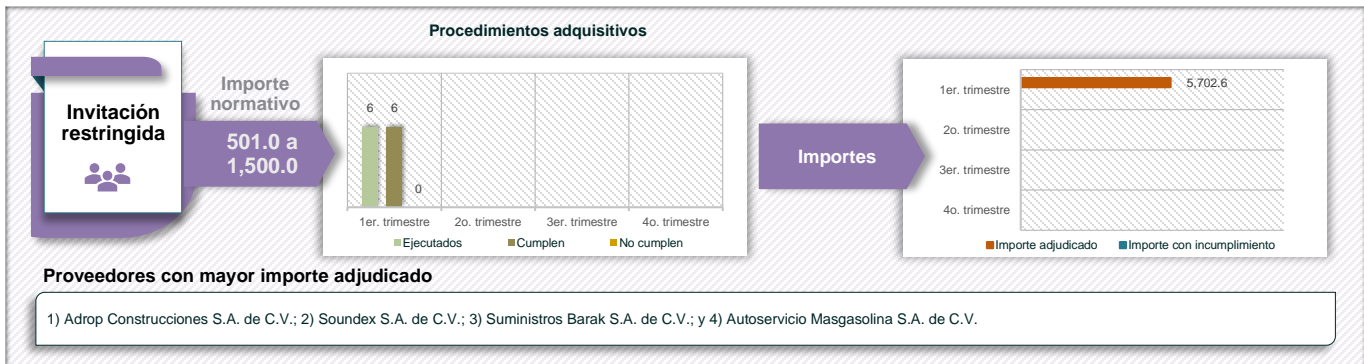 Procedimientos adquisitivos
Invitación
restringida
Importe
normativo
501.0 a
1,500.0
6
6
0
1er. trimestre
2o. trimestre
3er. trimestre
4o. trimestre
Ejecutados
Cumplen
No cumplen
Importes
1er. trimestre
5,702.6
2o. trimestre
3er. trimestre
4o. trimestre
Importe adjudicado
Importe con incumplimiento
Proveedores con mayor importe adjudicado
1) Adrop Construcciones S.A. de C.V.; 2) Soundex S.A. de C.V.; 3) Suministros Barak S.A. de C.V.; y 4) Autoservicio Masgasolina S.A. de C.V.